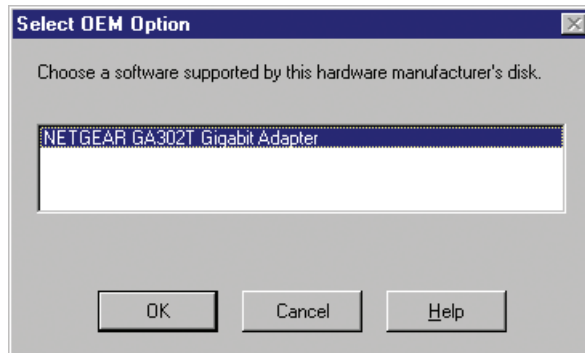 Select OEM Option
Choose a software supported by this hardware manufacturer's disk.
NETGEAR GA302T Gigabit Adapter
OK Cancel Help